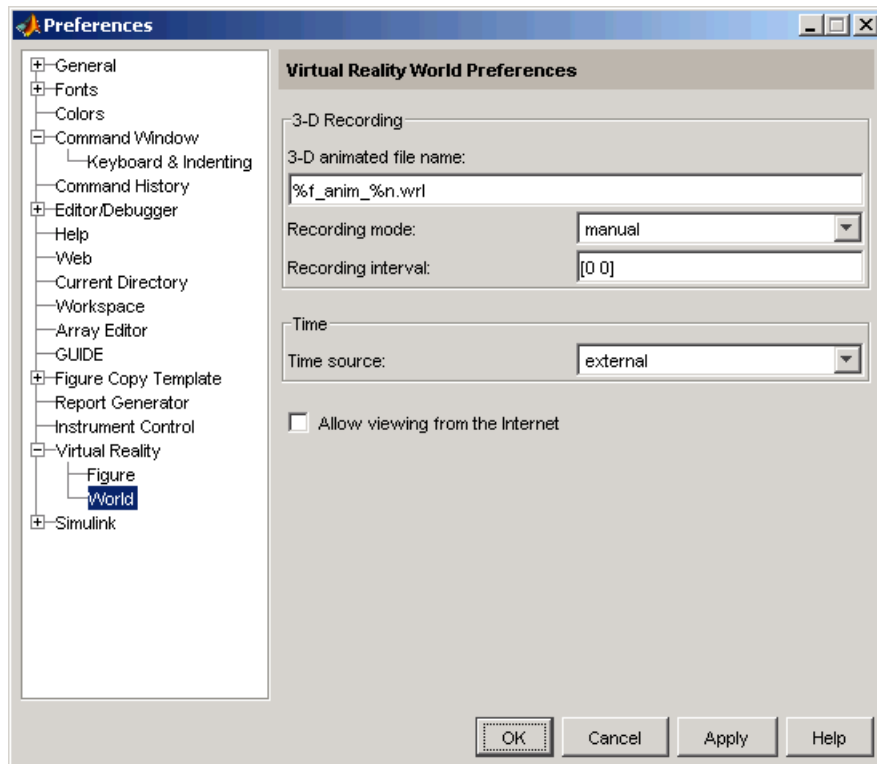 Preferences
General
Fonts
Colors
Command Window
Keyboard & Indenting
Command History
Editor/Debugger
Help
Web
Current Directory
Workspace
Array Editor
GUIDE
Figure Copy Template
Report Generator
Instrument Control
Virtual Reality
Figure
World
Simulink
Virtual Reality World Preferences
3-D Recording
3-D animated file name:
%f_anim_%n.wrl
Recording mode: manual
Recording interval: [0 0]
Time
Time source: external
Allow viewing from the Internet
OK Cancel Apply Help